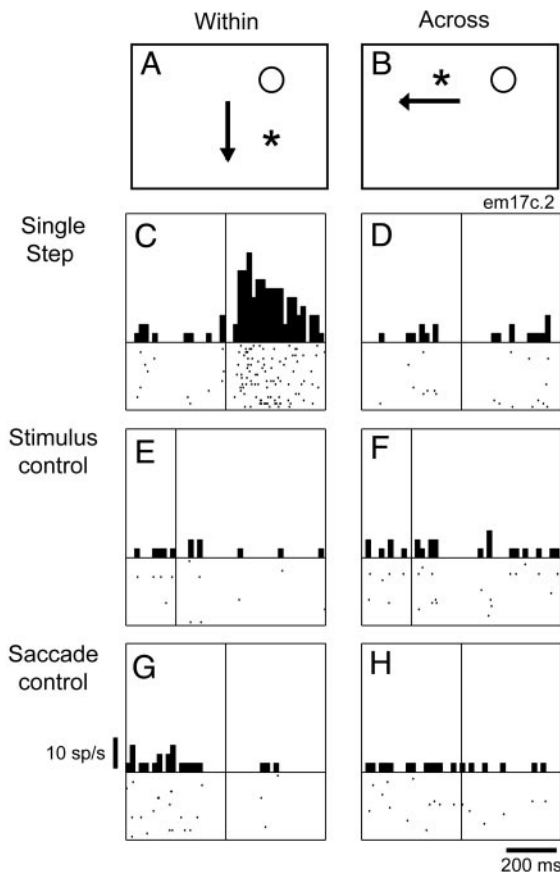 Within Across
A B
* *
em17c.2
Single
Step
C D
Stimulus
control
E F
Saccade
control
G H
10 sp/s
200 ms